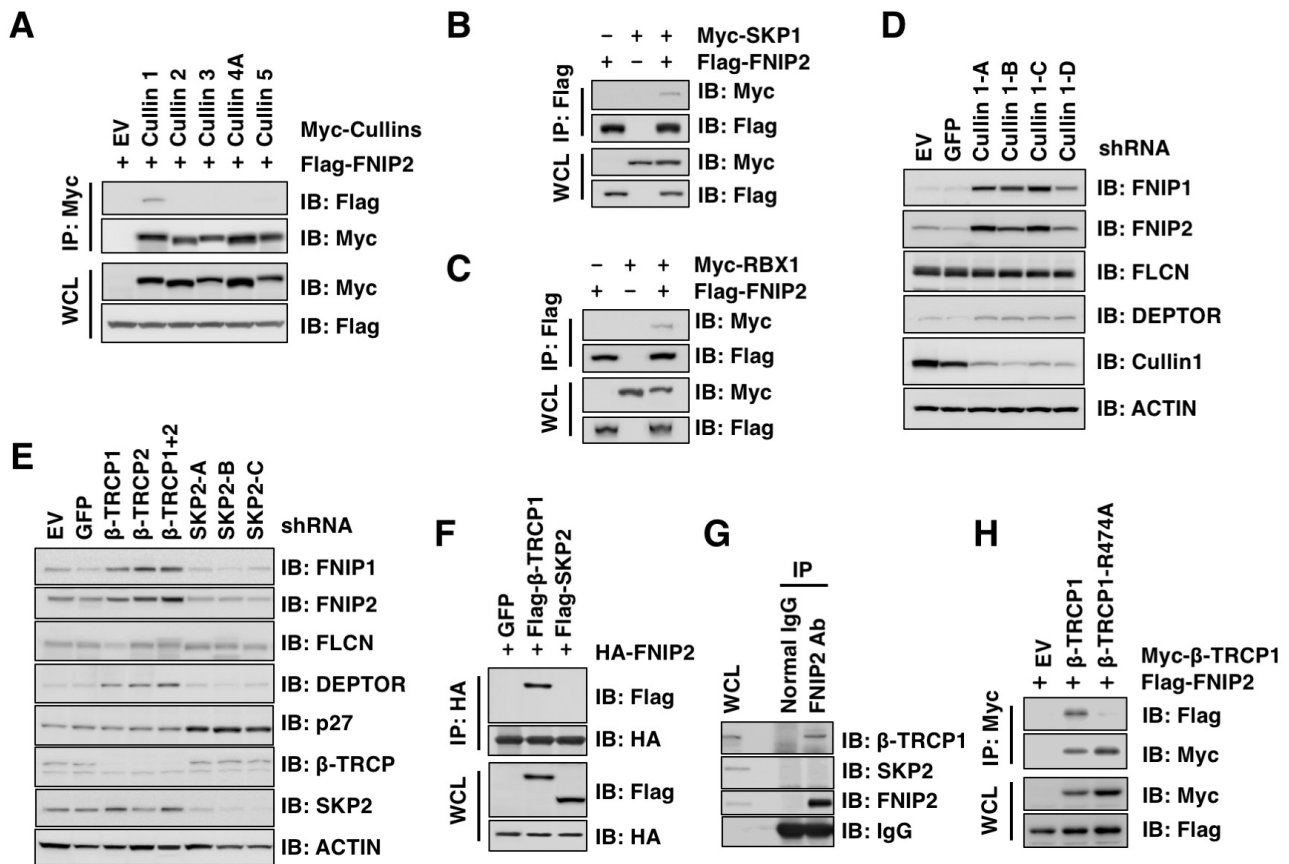 A
EV
Cullin 1
Cullin 2
Cullin 3
Cullin 4A
Cullin 5
Myc-Cullins
+ + + + + + Flag-FNIP2
IP: Myc
IB: Flag
IB: Myc
WCL
IB: Myc
IB: Flag
B
− + + Myc-SKP1
+ − + Flag-FNIP2
IP: Flag
IB: Myc
IB: Flag
WCL
IB: Myc
IB: Flag
C
− + + Myc-RBX1
+ − + Flag-FNIP2
IP: Flag
IB: Myc
IB: Flag
WCL
IB: Myc
IB: Flag
D
EV
GFP
Cullin 1-A
Cullin 1-B
Cullin 1-C
Cullin 1-D
shRNA
IB: FNIP1
IB: FNIP2
IB: FLCN
IB: DEPTOR
IB: Cullin1
IB: ACTIN
E
EV
GFP
β-TRCP1
β-TRCP2
β-TRCP1+2
SKP2-A
SKP2-B
SKP2-C
shRNA
IB: FNIP1
IB: FNIP2
IB: FLCN
IB: DEPTOR
IB: p27
IB: β-TRCP
IB: SKP2
IB: ACTIN
F
+ GFP
+ Flag-β-TRCP1
+ Flag-SKP2
HA-FNIP2
IP: HA
IB: Flag
IB: HA
WCL
IB: Flag
IB: HA
G
IP
WCL
Normal IgG
FNIP2 Ab
IB: β-TRCP1
IB: SKP2
IB: FNIP2
IB: IgG
H
EV
β-TRCP1
β-TRCP1-R474A
Myc-β-TRCP1
+ + + Flag-FNIP2
IP: Myc
IB: Flag
IB: Myc
WCL
IB: Myc
IB: Flag